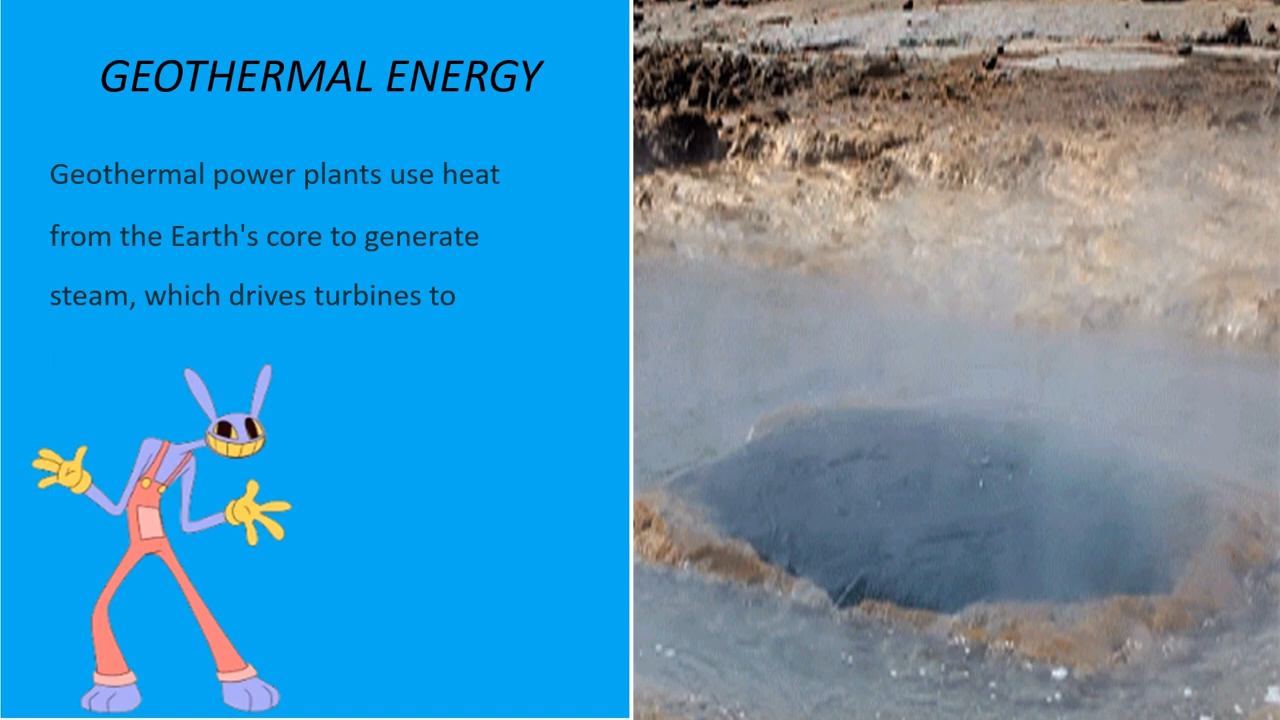 GEOTHERMAL ENERGY
Geothermal power plants use heat
from the Earth's core to generate
steam, which drives turbines to